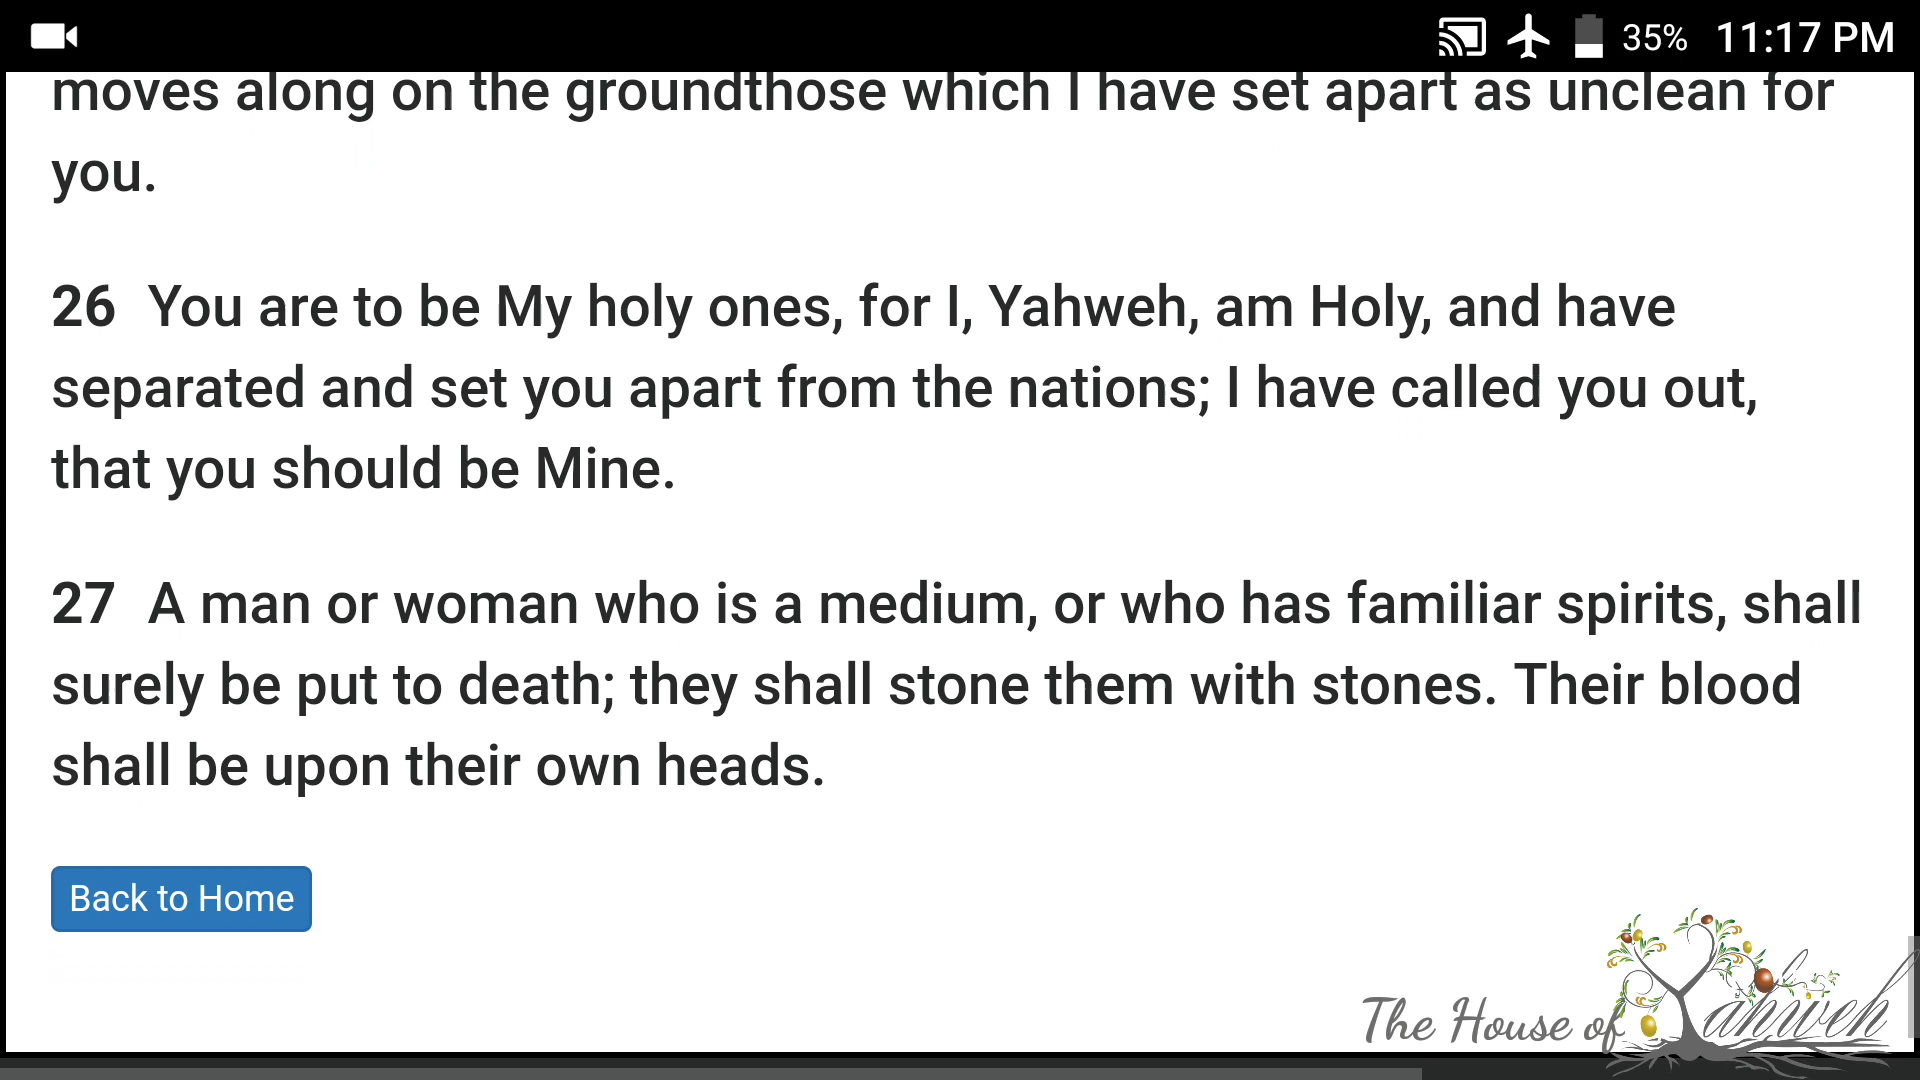 35% 11:17 PM
moves along on the groundthose which I have set apart as unclean for
you.
26 You are to be My holy ones, for I, Yahweh, am Holy, and have
separated and set you apart from the nations; I have called you out,
that you should be Mine.
27 A man or woman who is a medium, or who has familiar spirits, shall
surely be put to death; they shall stone them with stones. Their blood
shall be upon their own heads.
Back to Home
The House of Yahweh